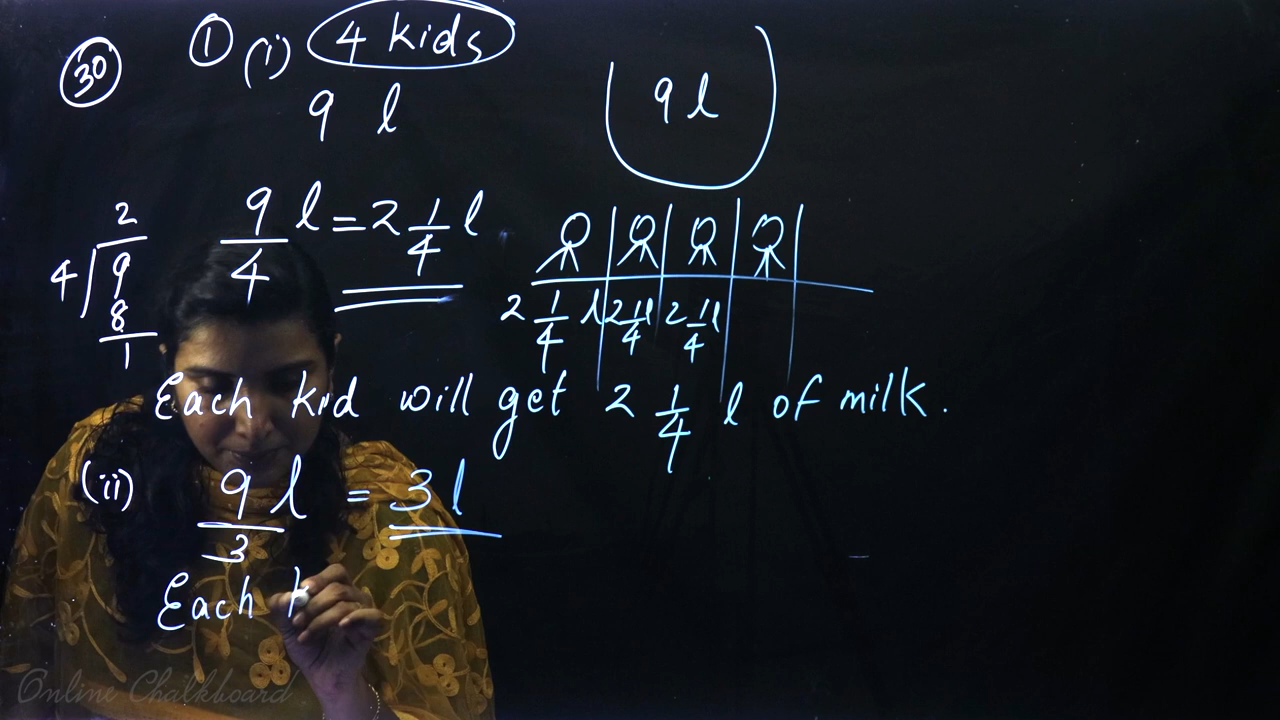 30
① (i) 4 kids
9 l
9 l
2
4 ) 9
8
1
9/4 l = 2 1/4 l
2 1/4 l 2 1/4 l 2 1/4 l
Each kid will get 2 1/4 l of milk.
(ii) 9/3 l = 3 l
Each k
Online Chalkboard